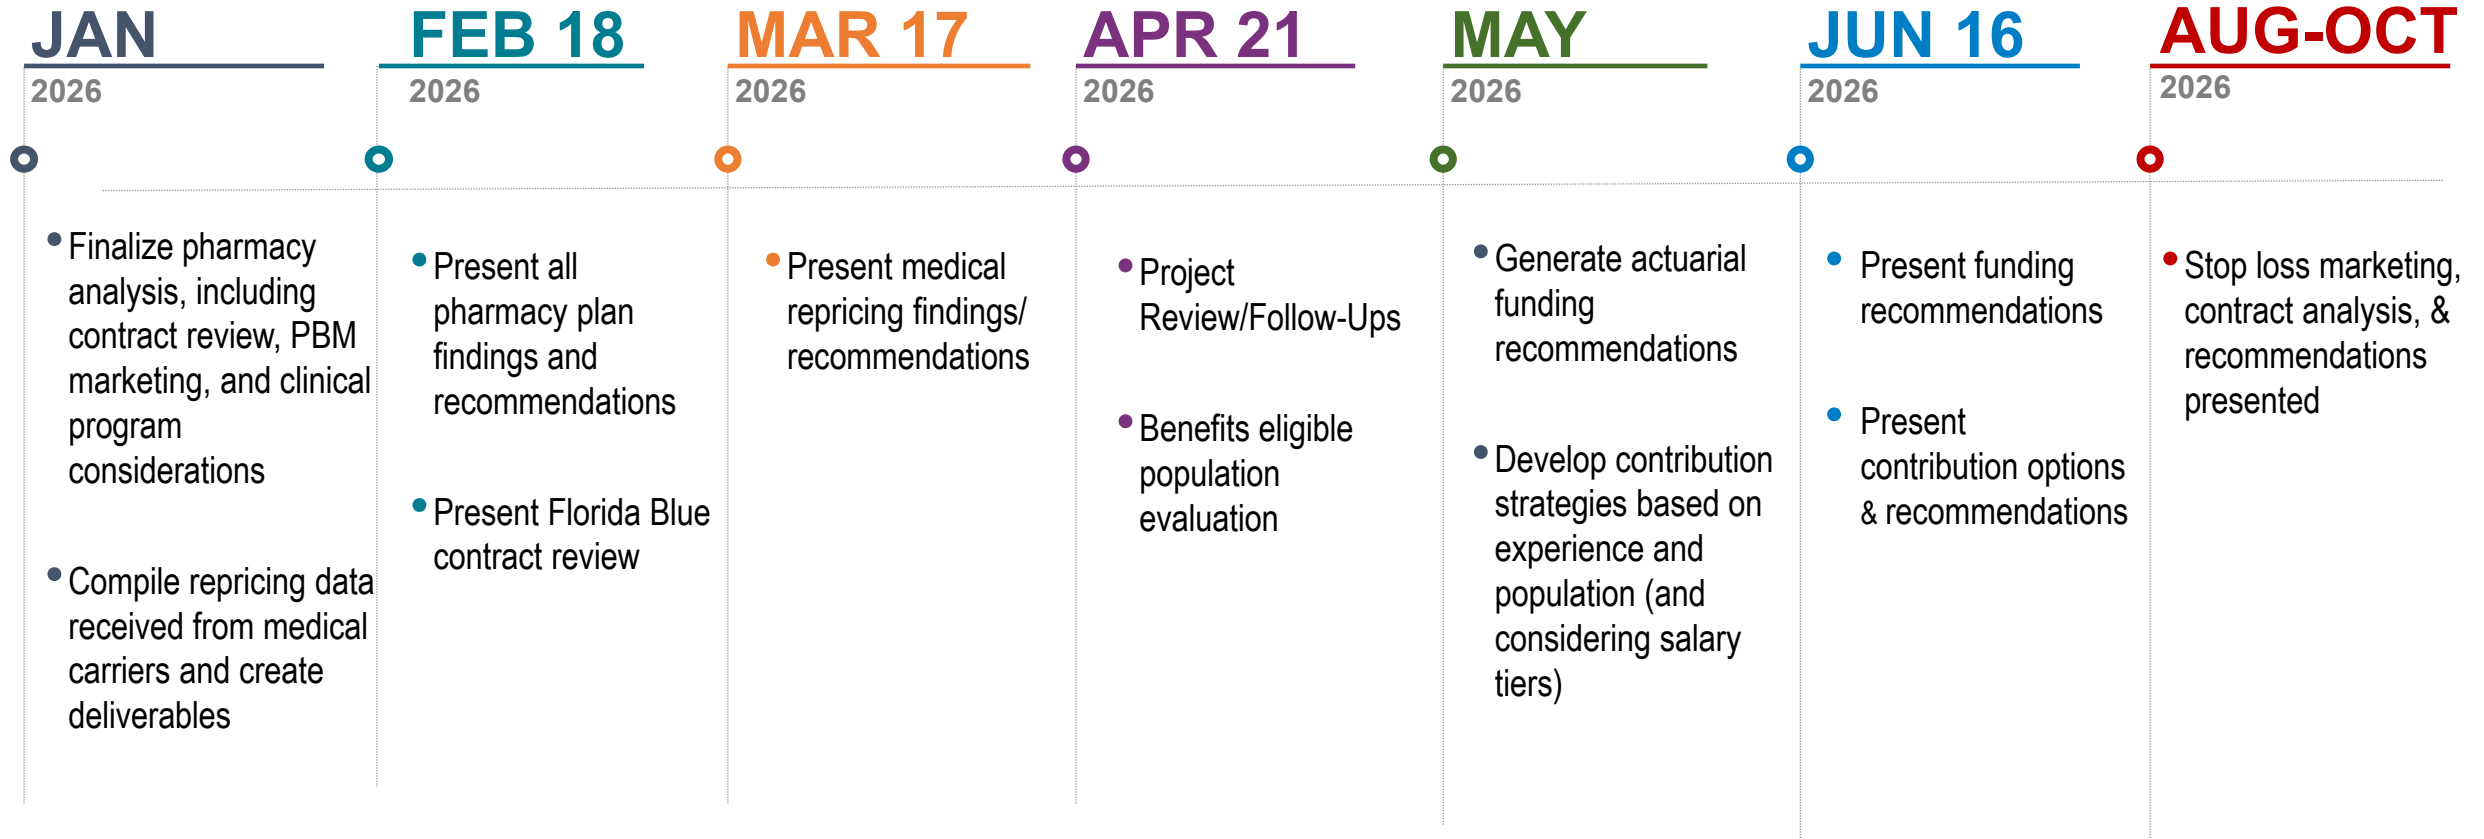 JAN
2026
• Finalize pharmacy
analysis, including
contract review, PBM
marketing, and clinical
program
considerations
• Compile repricing data
received from medical
carriers and create
deliverables
FEB 18
2026
• Present all
pharmacy plan
findings and
recommendations
• Present Florida Blue
contract review
MAR 17
2026
• Present medical
repricing findings/
recommendations
APR 21
2026
• Project
Review/Follow-Ups
• Benefits eligible
population
evaluation
MAY
2026
• Generate actuarial
funding
recommendations
• Develop contribution
strategies based on
experience and
population (and
considering salary
tiers)
JUN 16
2026
• Present funding
recommendations
• Present
contribution options
& recommendations
AUG-OCT
2026
• Stop loss marketing,
contract analysis, &
recommendations
presented